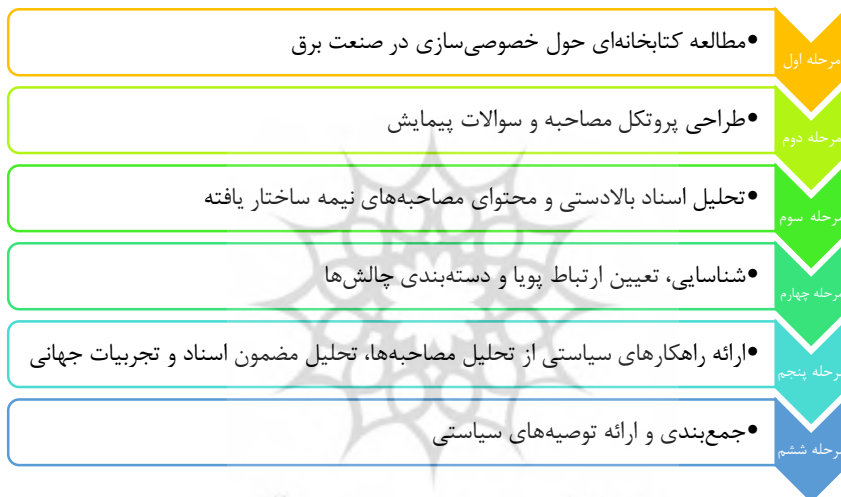 مرحله اول
•مطالعه کتابخانه‌ای حول خصوصی‌سازی در صنعت برق
مرحله دوم
•طراحی پروتکل مصاحبه و سوالات پیمایش
مرحله سوم
•تحلیل اسناد بالادستی و محتوای مصاحبه‌های نیمه ساختار یافته
مرحله چهارم
•شناسایی، تعیین ارتباط پویا و دسته‌بندی چالش‌ها
مرحله پنجم
•ارائه راهکارهای سیاستی از تحلیل مصاحبه‌ها، تحلیل مضمون اسناد و تجربیات جهانی
مرحله ششم
•جمع‌بندی و ارائه توصیه‌های سیاستی